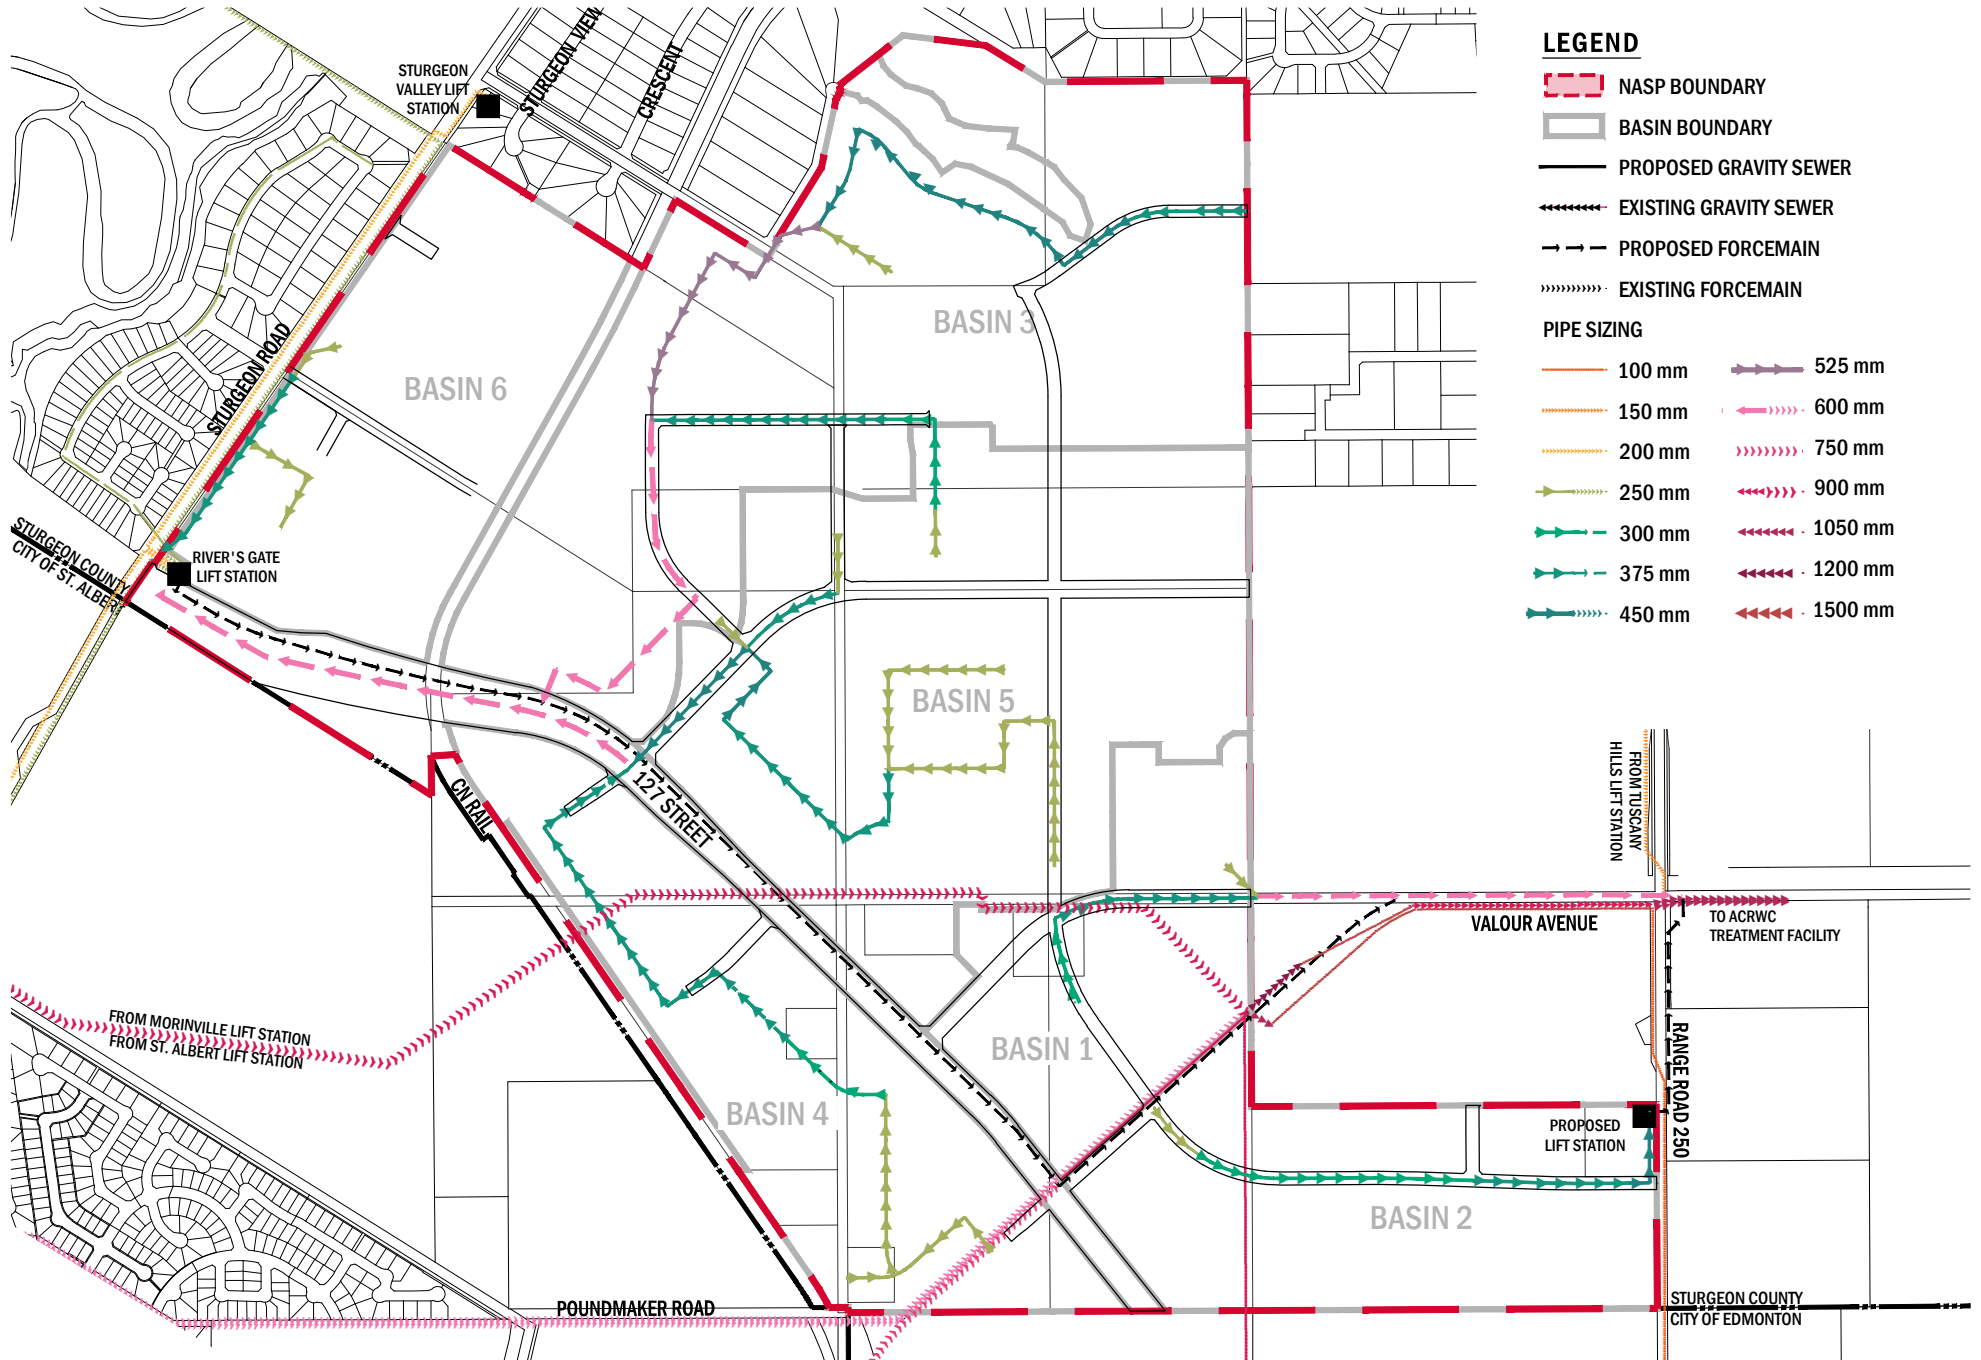 STURGEON
VALLEY LIFT
STATION
STURGEON VIEW
CRESCENT
LEGEND
NASP BOUNDARY
BASIN BOUNDARY
PROPOSED GRAVITY SEWER
EXISTING GRAVITY SEWER
PROPOSED FORCEMAIN
EXISTING FORCEMAIN
PIPE SIZING
100 mm
150 mm
200 mm
250 mm
300 mm
375 mm
450 mm
525 mm
600 mm
750 mm
900 mm
1050 mm
1200 mm
1500 mm
BASIN 3
BASIN 6
STURGEON ROAD
STURGEON COUNTY
CITY OF ST. ALBERT
RIVER'S GATE
LIFT STATION
BASIN 5
127 STREET
CN RAIL
FROM TUSCANY
HILLS LIFT STATION
VALOUR AVENUE
TO ACRWC
TREATMENT FACILITY
FROM MORINVILLE LIFT STATION
FROM ST. ALBERT LIFT STATION
BASIN 1
BASIN 4
RANGE ROAD 250
PROPOSED
LIFT STATION
BASIN 2
POUNDMAKER ROAD
STURGEON COUNTY
CITY OF EDMONTON